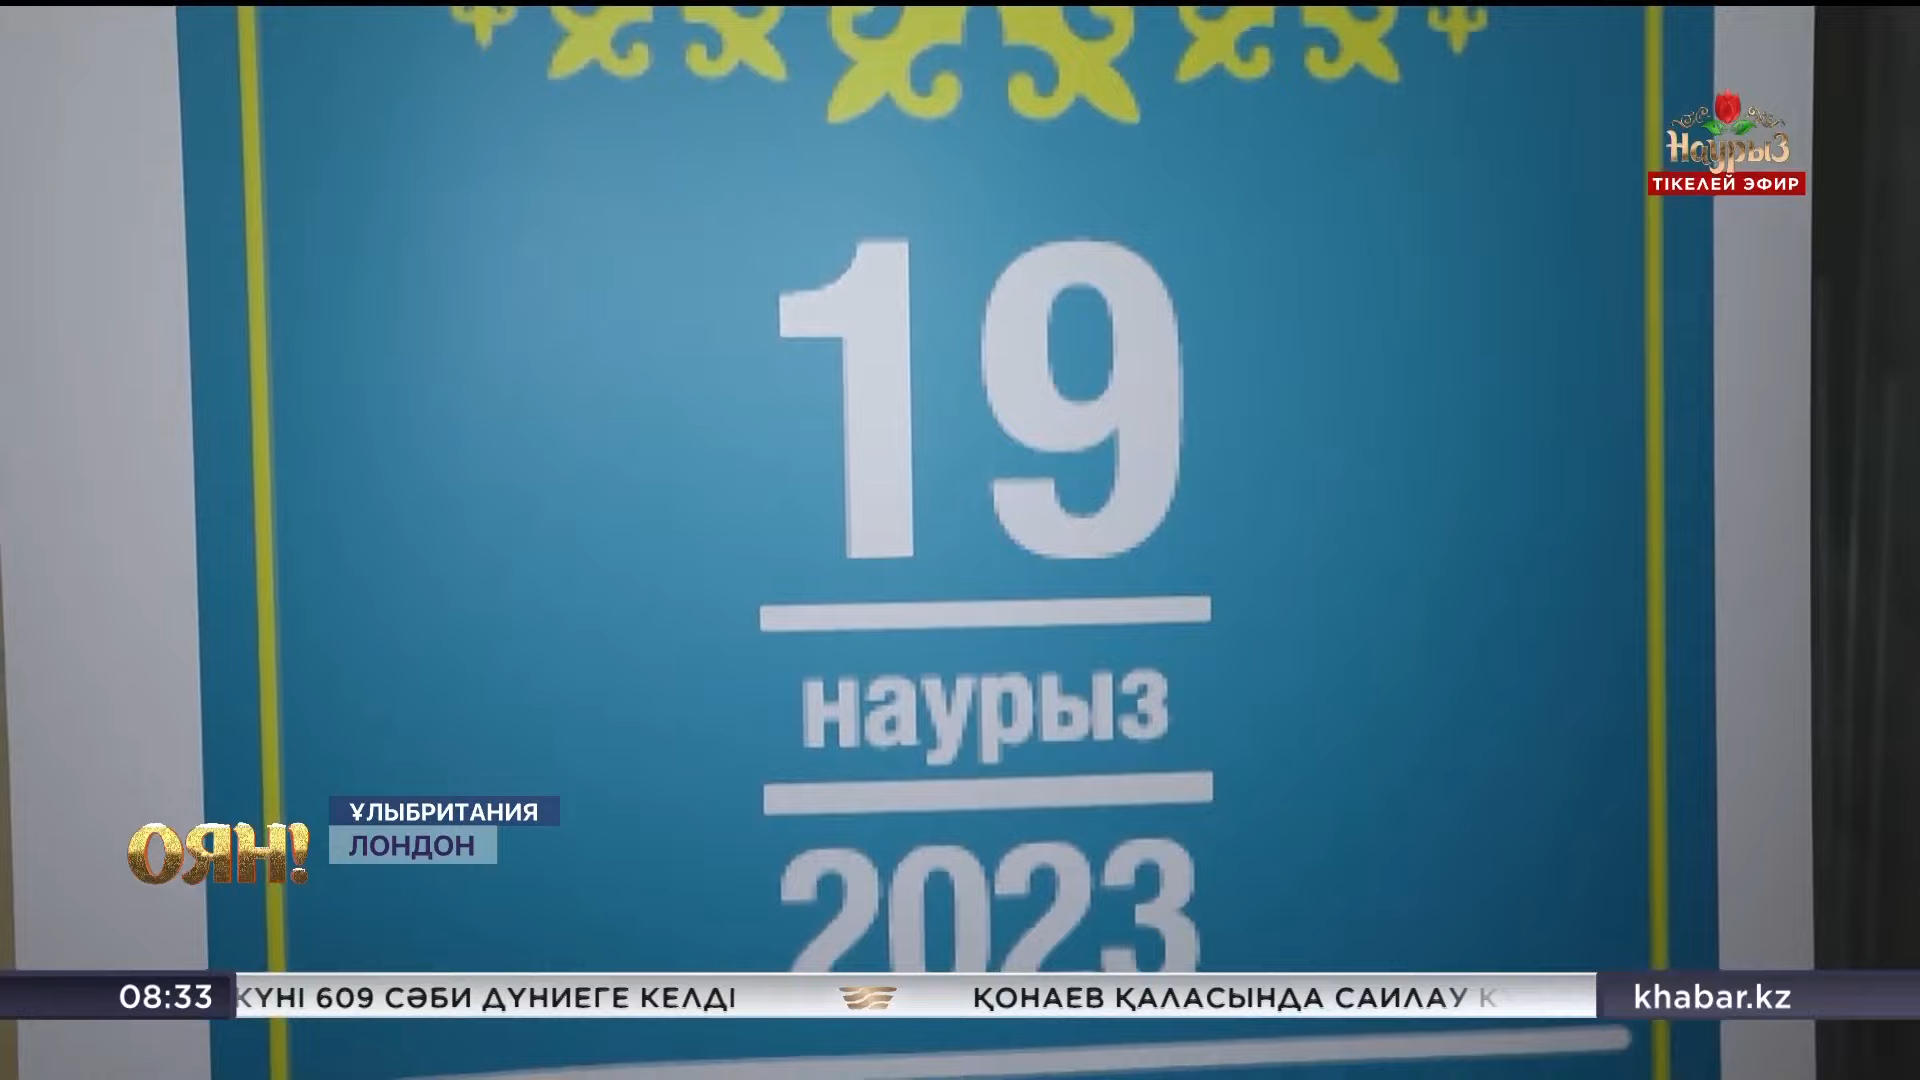 Наурыз
ТІКЕЛЕЙ ЭФИР
19
наурыз
2023
ҰЛЫБРИТАНИЯ
ЛОНДОН
ОЯН!
08:33
КҮНІ 609 СӘБИ ДҮНИЕГЕ КЕЛДІ
ҚОНАЕВ ҚАЛАСЫНДА САЙЛАУ
khabar.kz